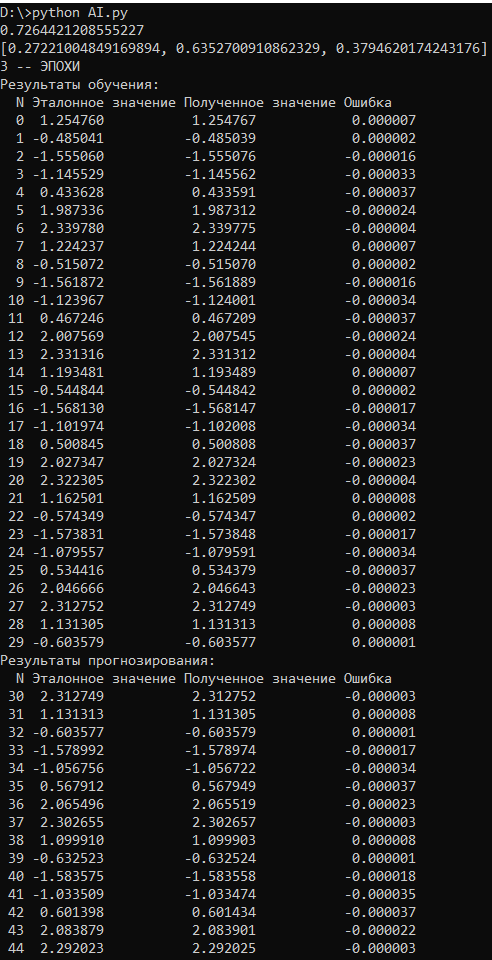 D:\>python AI.py
0.7264421208555227
[0.27221004849169894, 0.6352700910862329, 0.3794620174243176]
3 -- ЭПОХИ
Результаты обучения:
N Эталонное значение Полученное значение Ошибка
0 1.254760 1.254767 0.000007
1 -0.485041 -0.485039 0.000002
2 -1.555060 -1.555076 -0.000016
3 -1.145529 -1.145562 -0.000033
4 0.433628 0.433591 -0.000037
5 1.987336 1.987312 -0.000024
6 2.339780 2.339775 -0.000004
7 1.224237 1.224244 0.000007
8 -0.515072 -0.515070 0.000002
9 -1.561872 -1.561889 -0.000016
10 -1.123967 -1.124001 -0.000034
11 0.467246 0.467209 -0.000037
12 2.007569 2.007545 -0.000024
13 2.331316 2.331312 -0.000004
14 1.193481 1.193489 0.000007
15 -0.544844 -0.544842 0.000002
16 -1.568130 -1.568147 -0.000017
17 -1.101974 -1.102008 -0.000034
18 0.500845 0.500808 -0.000037
19 2.027347 2.027324 -0.000023
20 2.322305 2.322302 -0.000004
21 1.162501 1.162509 0.000008
22 -0.574349 -0.574347 0.000002
23 -1.573831 -1.573848 -0.000017
24 -1.079557 -1.079591 -0.000034
25 0.534416 0.534379 -0.000037
26 2.046666 2.046643 -0.000023
27 2.312752 2.312749 -0.000003
28 1.131305 1.131313 0.000008
29 -0.603579 -0.603577 0.000001
Результаты прогнозирования:
N Эталонное значение Полученное значение Ошибка
30 2.312749 2.312752 -0.000003
31 1.131313 1.131305 0.000008
32 -0.603577 -0.603579 0.000001
33 -1.578992 -1.578974 -0.000017
34 -1.056756 -1.056722 -0.000034
35 0.567912 0.567949 -0.000037
36 2.065496 2.065519 -0.000023
37 2.302655 2.302657 -0.000003
38 1.099910 1.099903 0.000008
39 -0.632523 -0.632524 0.000001
40 -1.583575 -1.583558 -0.000018
41 -1.033509 -1.033474 -0.000035
42 0.601398 0.601434 -0.000037
43 2.083879 2.083901 -0.000022
44 2.292023 2.292025 -0.000003